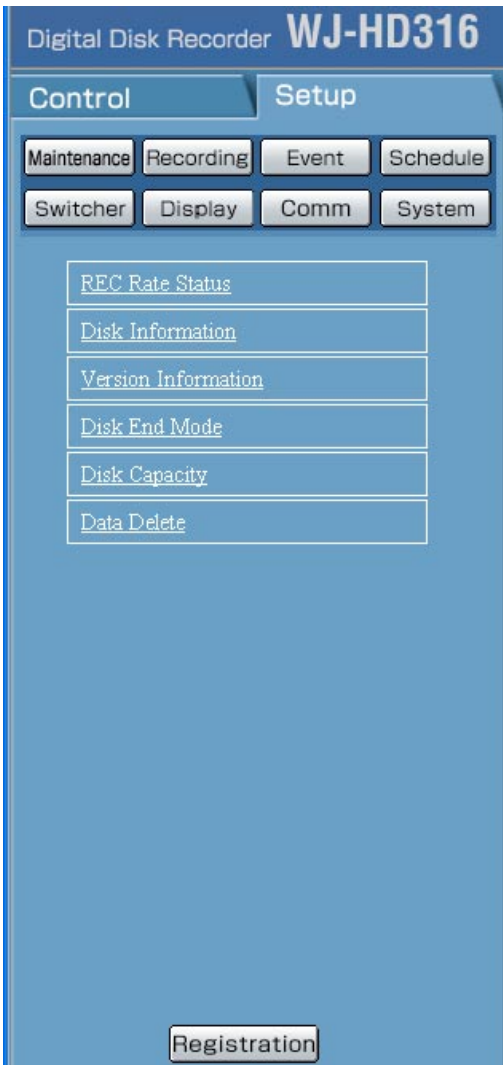 Digital Disk Recorder WJ-HD316
Control Setup
Maintenance Recording Event Schedule
Switcher Display Comm System
REC Rate Status
Disk Information
Version Information
Disk End Mode
Disk Capacity
Data Delete
Registration